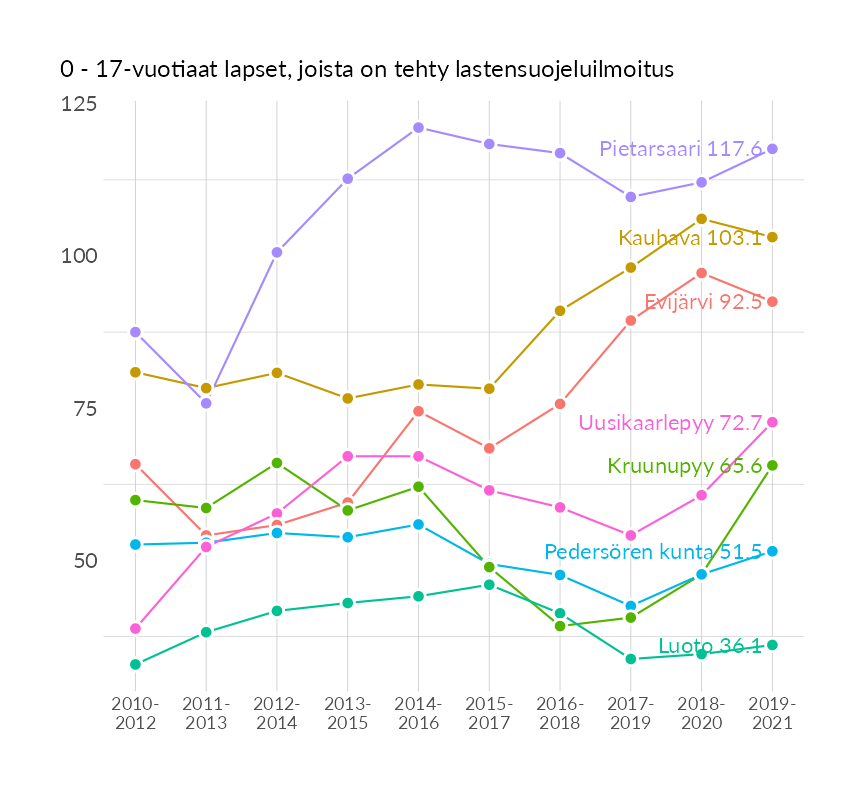 0 - 17-vuotiaat lapset, joista on tehty lastensuojeluilmoitus
125
100
75
50
Pietarsaari 117.6
Kauhava 103.1
Evijärvi 92.5
Uusikaarlepyy 72.7
Kruunupyy 65.6
Pedersören kunta 51.5
Luoto 36.1
2010- 2011- 2012- 2013- 2014- 2015- 2016- 2017- 2018- 2019-
2012 2013 2014 2015 2016 2017 2018 2019 2020 2021